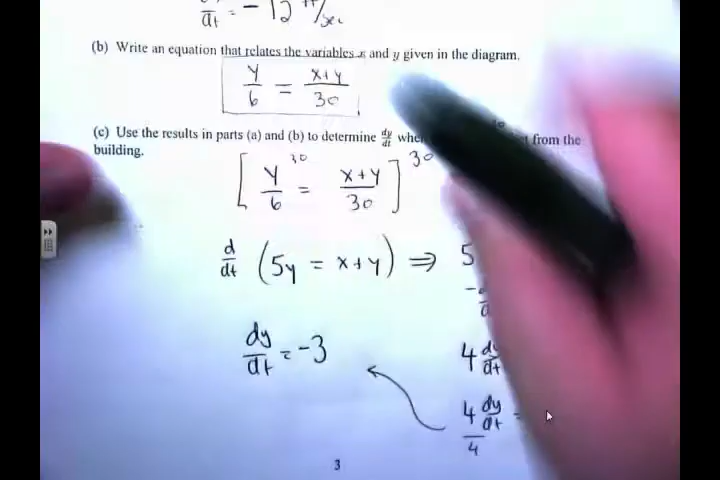 dy/dt = -12 ft/sec
(b) Write an equation that relates the variables x and y given in the diagram.
y/6 = (x+y)/30
(c) Use the results in parts (a) and (b) to determine dy/dt from the
building.
30 [ y/6 = (x+y)/30 ] 30
d/dt (5y = x+y) ⇒ 5
dy/dt = -3
4 dy/dt
4 dy/dt =
4
3